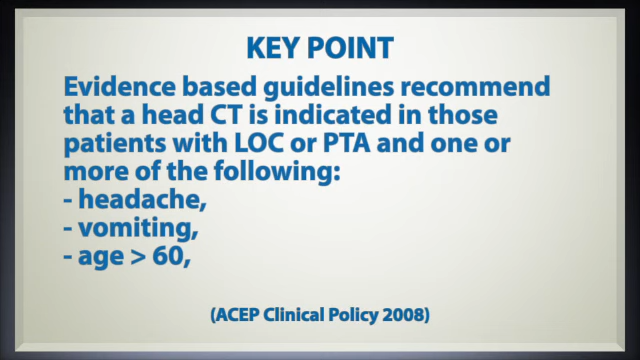 KEY POINT
Evidence based guidelines recommend
that a head CT is indicated in those
patients with LOC or PTA and one or
more of the following:
- headache,
- vomiting,
- age > 60,
(ACEP Clinical Policy 2008)